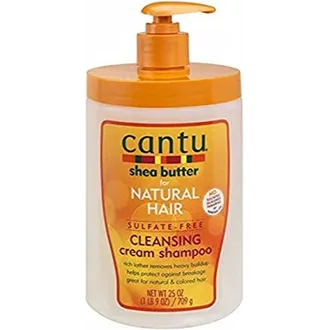 cantu
shea butter
for
NATURAL
HAIR
SULFATE-FREE
CLEANSING
cream shampoo
rich lather removes heavy buildup
helps protect against breakage
great for natural & colored hair
NET WT 25 OZ
(1 LB 9 OZ) / 709 g